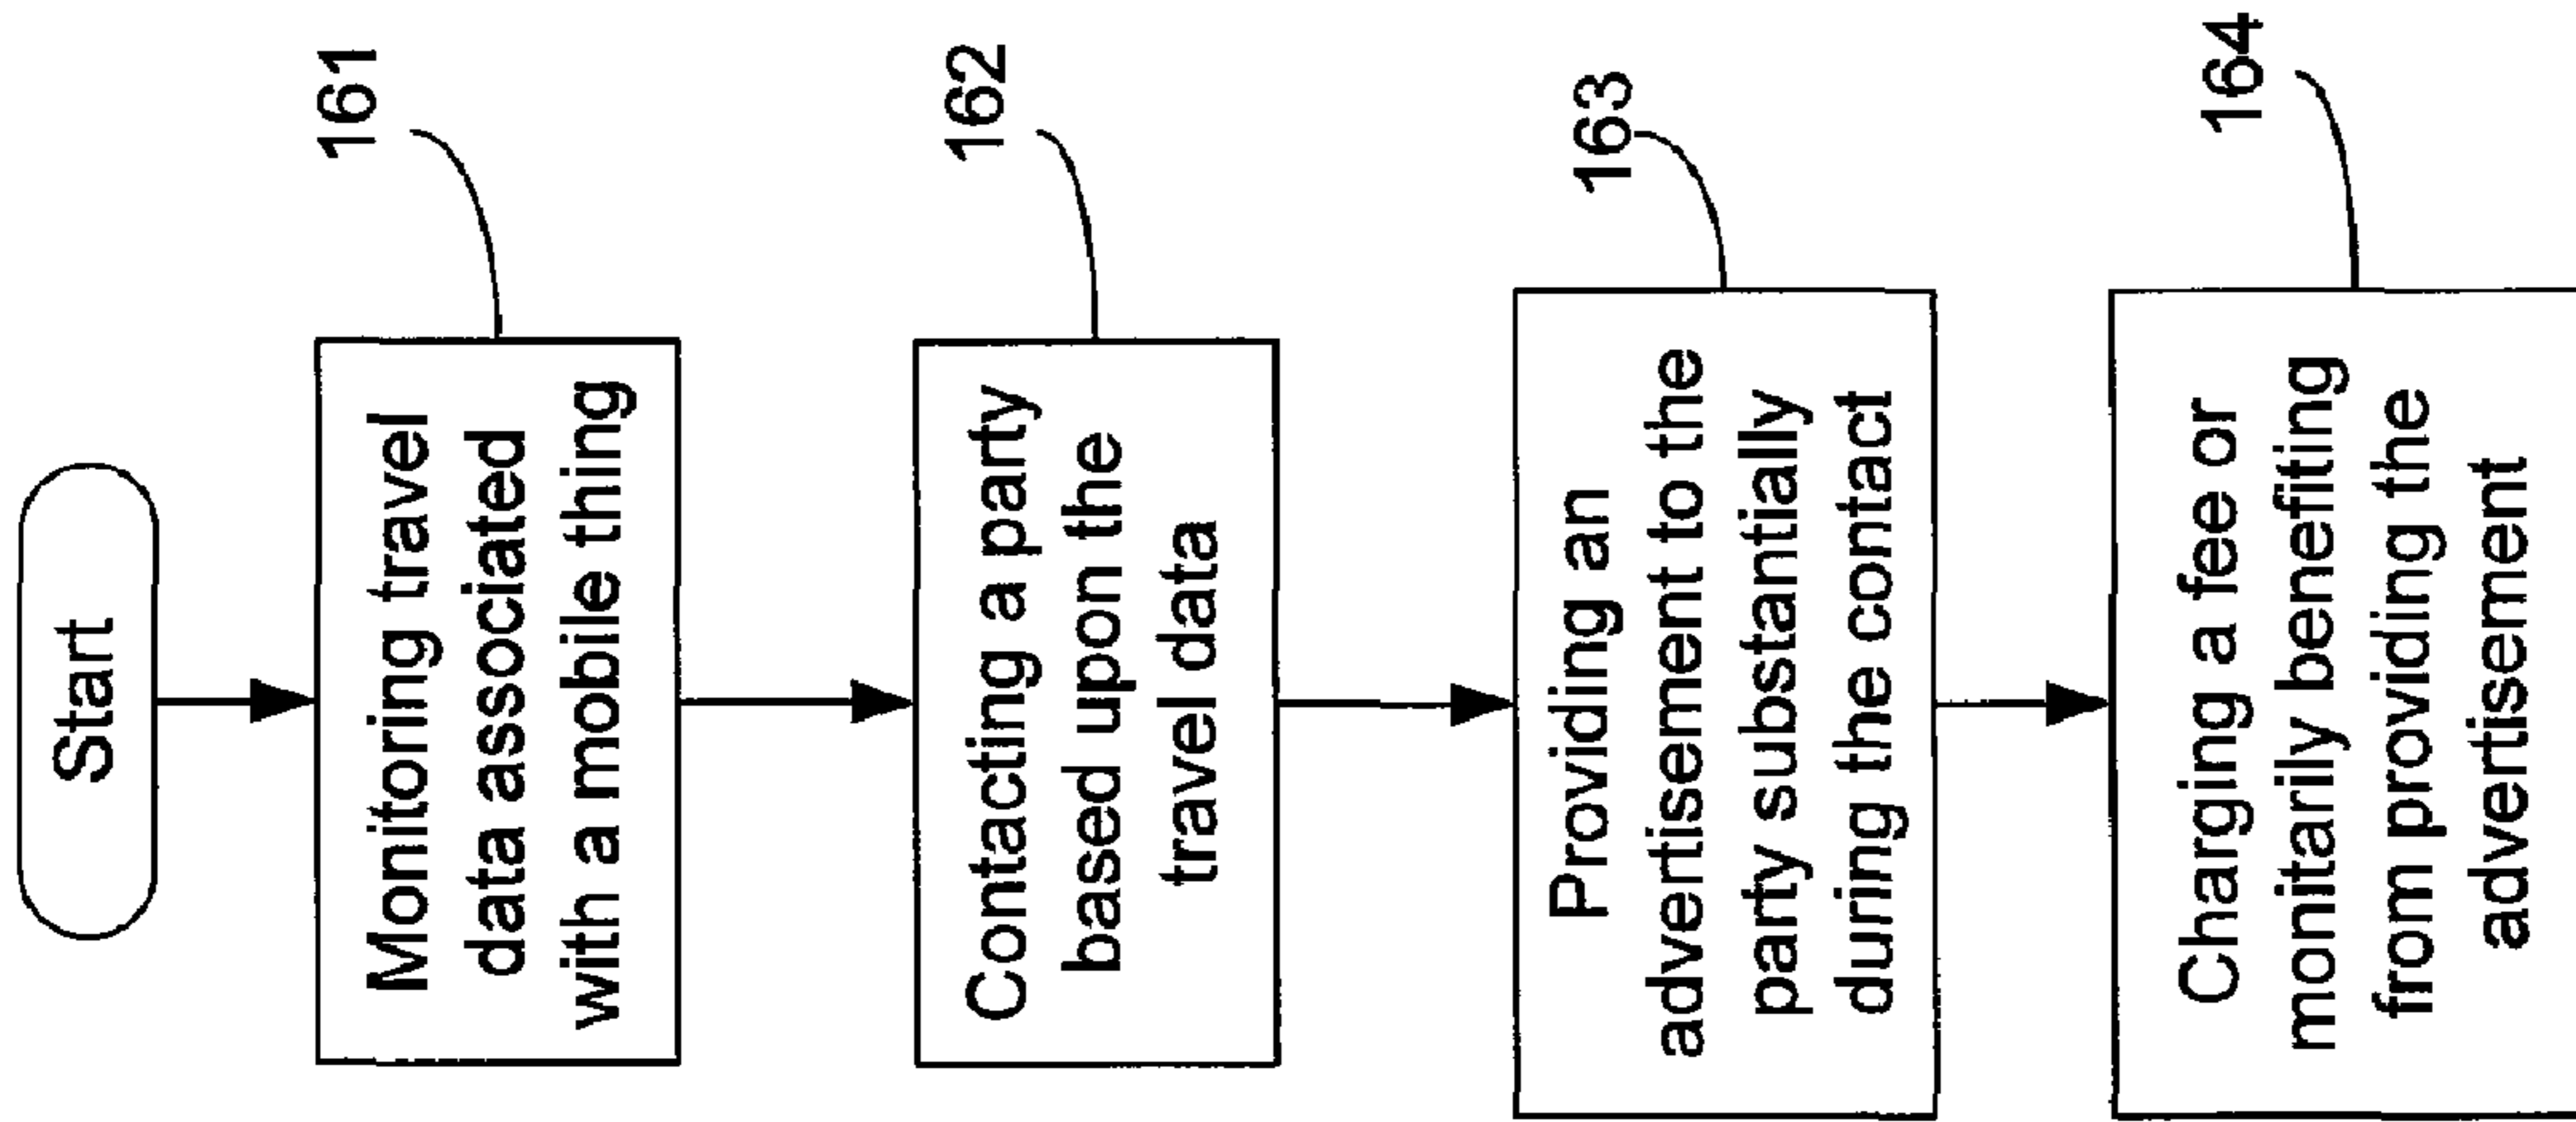 Start
161
Monitoring travel
data associated
with a mobile thing
162
Contacting a party
based upon the
travel data
163
Providing an
advertisement to the
party substantially
during the contact
164
Charging a fee or
monitarily benefiting
from providing the
advertisement